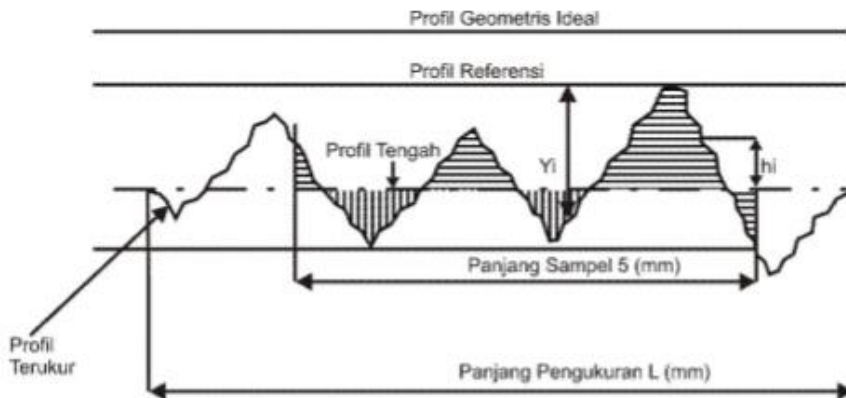 Profil Geometris Ideal
Profil Referensi
Profil Tengah
Yi
hi
Panjang Sampel 5 (mm)
Profil
Terukur
Panjang Pengukuran L (mm)